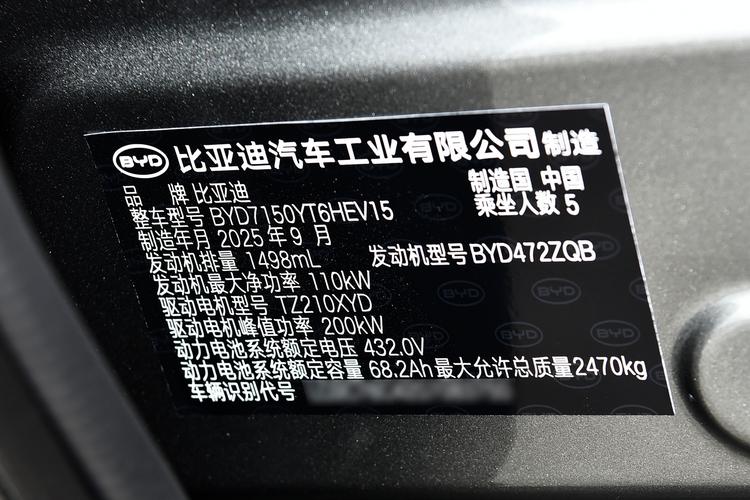 BYD 比亚迪汽车工业有限公司制造
品 牌 比亚迪
制造国 中国
整车型号 BYD7150YT6HEV15
乘坐人数 5
制造年月 2025 年 9 月
发动机排量 1498mL
发动机型号 BYD472ZQB
发动机最大净功率 110kW
驱动电机型号 TZ210XYD
驱动电机峰值功率 200kW
动力电池系统额定电压 432.0V
动力电池系统额定容量 68.2Ah 最大允许总质量2470kg
车辆识别代号